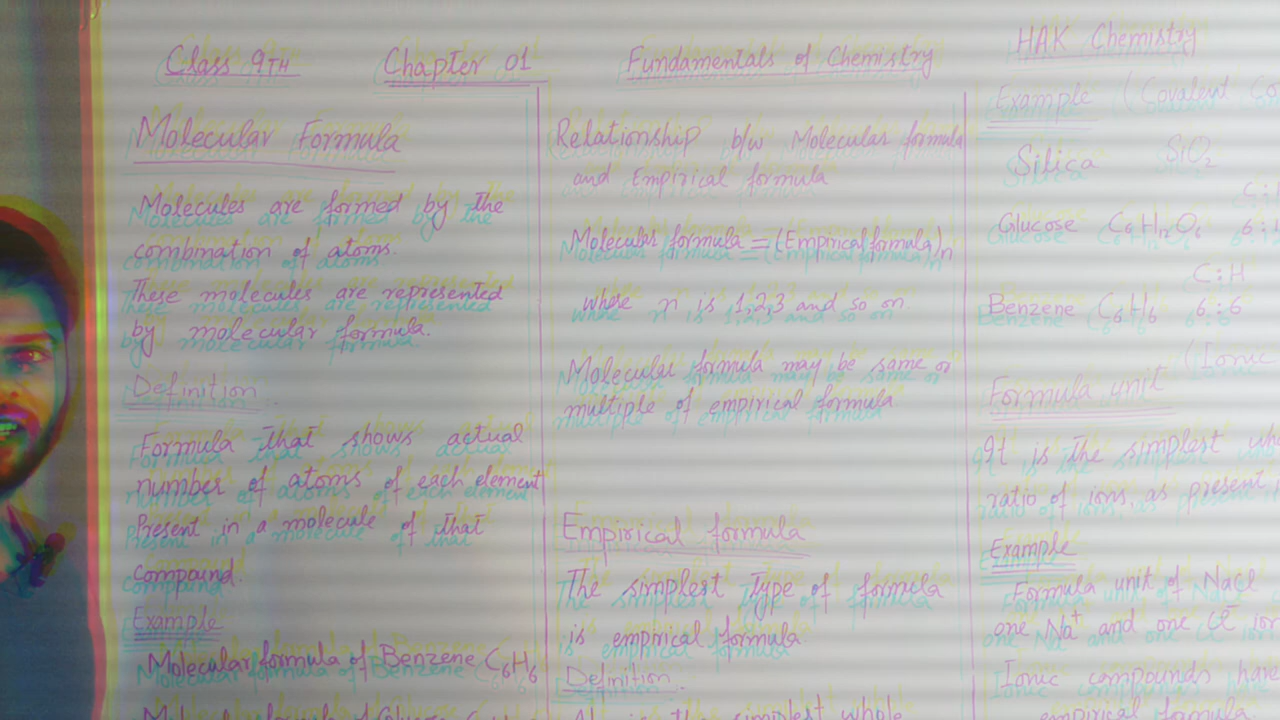 Class 9TH Chapter 01 Fundamentals of Chemistry HAK Chemistry
Molecular Formula
Molecules are formed by the
combination of atoms.
These molecules are represented
by molecular formula.
Definition
Formula that shows actual
number of atoms of each element
Present in a molecule of that
compound.
Example
Molecular formula of Benzene C₆H₆
Relationship b/w Molecular formula
and Empirical formula
Molecular formula = (Empirical formula)n
where n is 1,2,3 and so on
Molecular formula may be same or
multiple of empirical formula.
Empirical formula
The simplest Type of formula
is empirical formula
Definition
simplest whole
Example (Covalent
Silica SiO₂
Glucose C₆H₁₂O₆
C:H
Benzene C₆H₆ 6:6
(Ionic
Formula unit
It is the simplest
ratio of ions, as present
Example
Formula unit of NaCl
one Na⁺ and one Cl⁻
Ionic compounds have
empirical formula